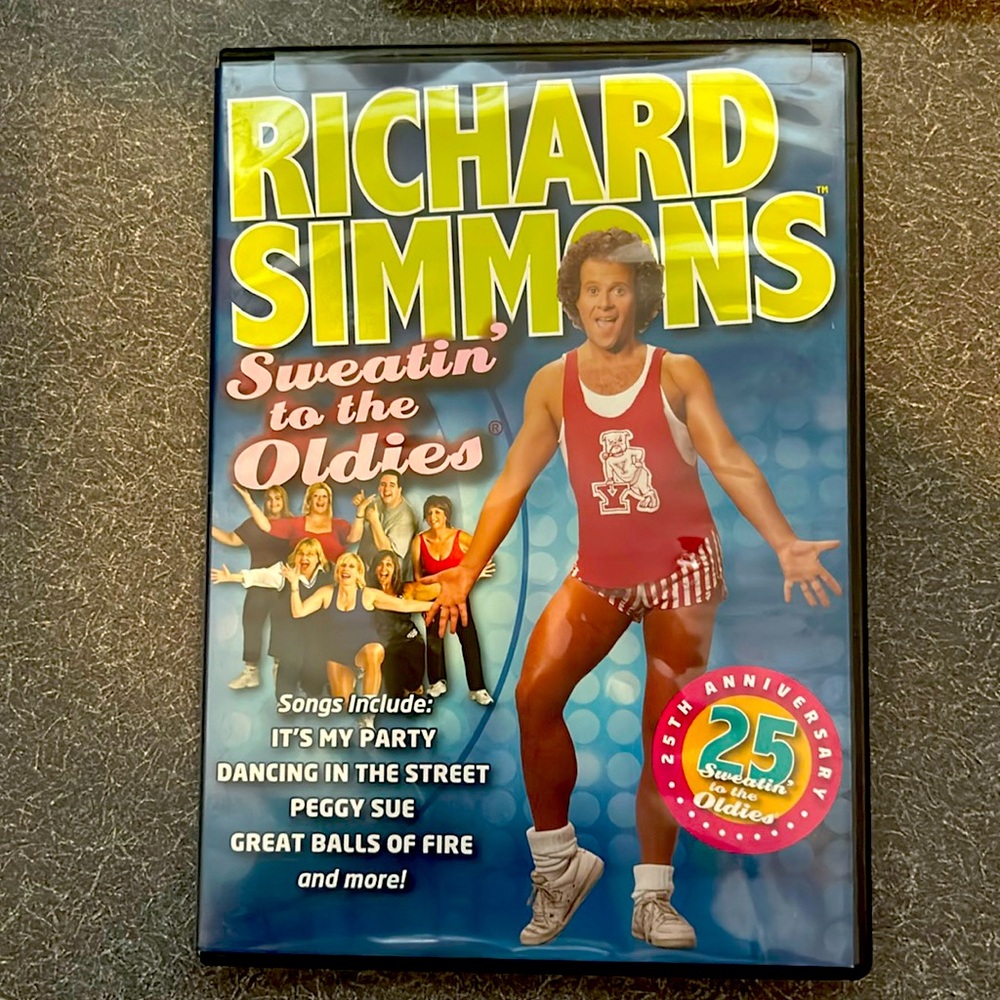 RICHARD
SIMMONS™
Sweatin'
to the
Oldies®
Y
Y
Songs Include:
IT'S MY PARTY
DANCING IN THE STREET
PEGGY SUE
GREAT BALLS OF FIRE
and more!
25TH ANNIVERSARY
25
Sweatin'
to the
Oldies